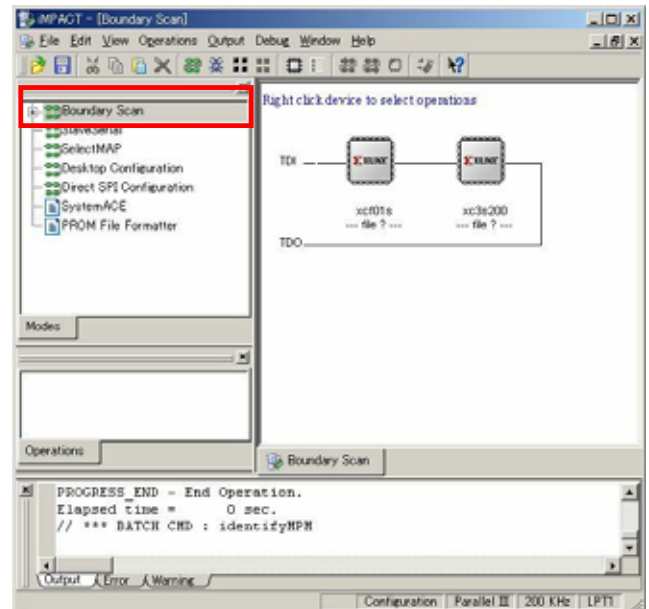 iMPACT - [Boundary Scan]
File Edit View Operations Output Debug Window Help
Boundary Scan
SlaveSerial
SelectMAP
Desktop Configuration
Direct SPI Configuration
SystemACE
PROM File Formatter
Modes
Operations
Right click device to select operations
TDI
XILINX
XILINX
xcf01s
xc3s200
--- file ? ---
--- file ? ---
TDO
Boundary Scan
PROGRESS_END - End Operation.
Elapsed time = 0 sec.
// *** BATCH CMD : identifyMPM
Output Error Warning
Configuration Parallel III 200 KHz LPT1